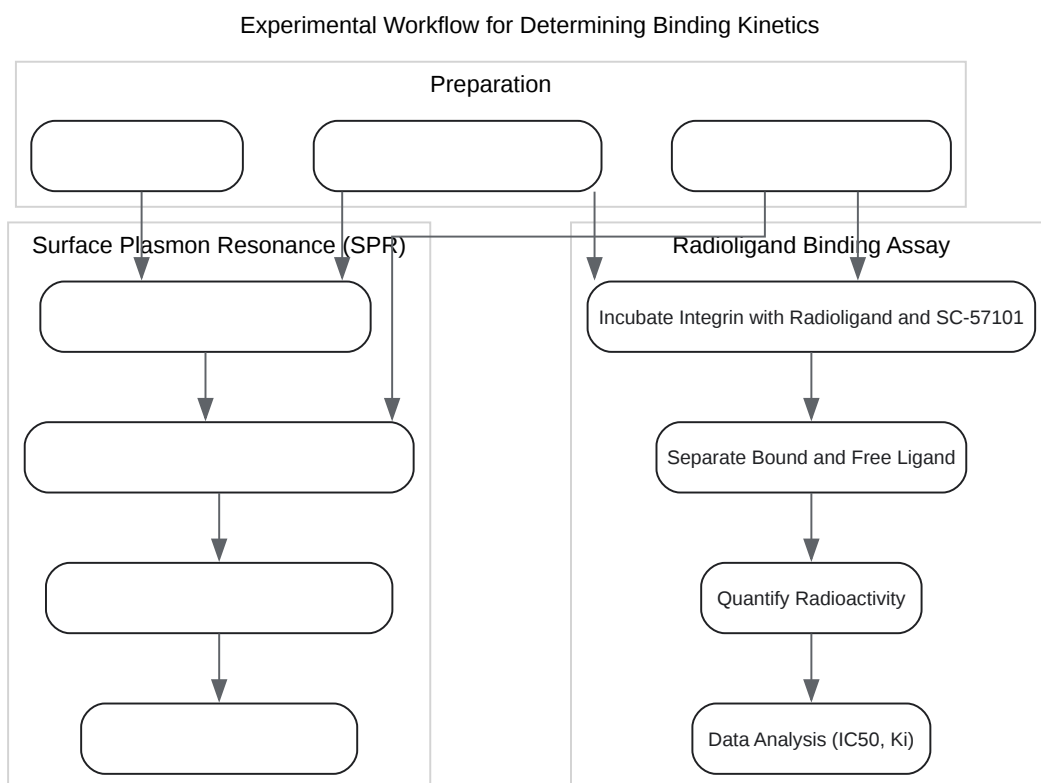 Experimental Workflow for Determining Binding Kinetics
Preparation
Surface Plasmon Resonance (SPR)
Radioligand Binding Assay
Incubate Integrin with Radioligand and SC-57101
Separate Bound and Free Ligand
Quantify Radioactivity
Data Analysis (IC50, Ki)